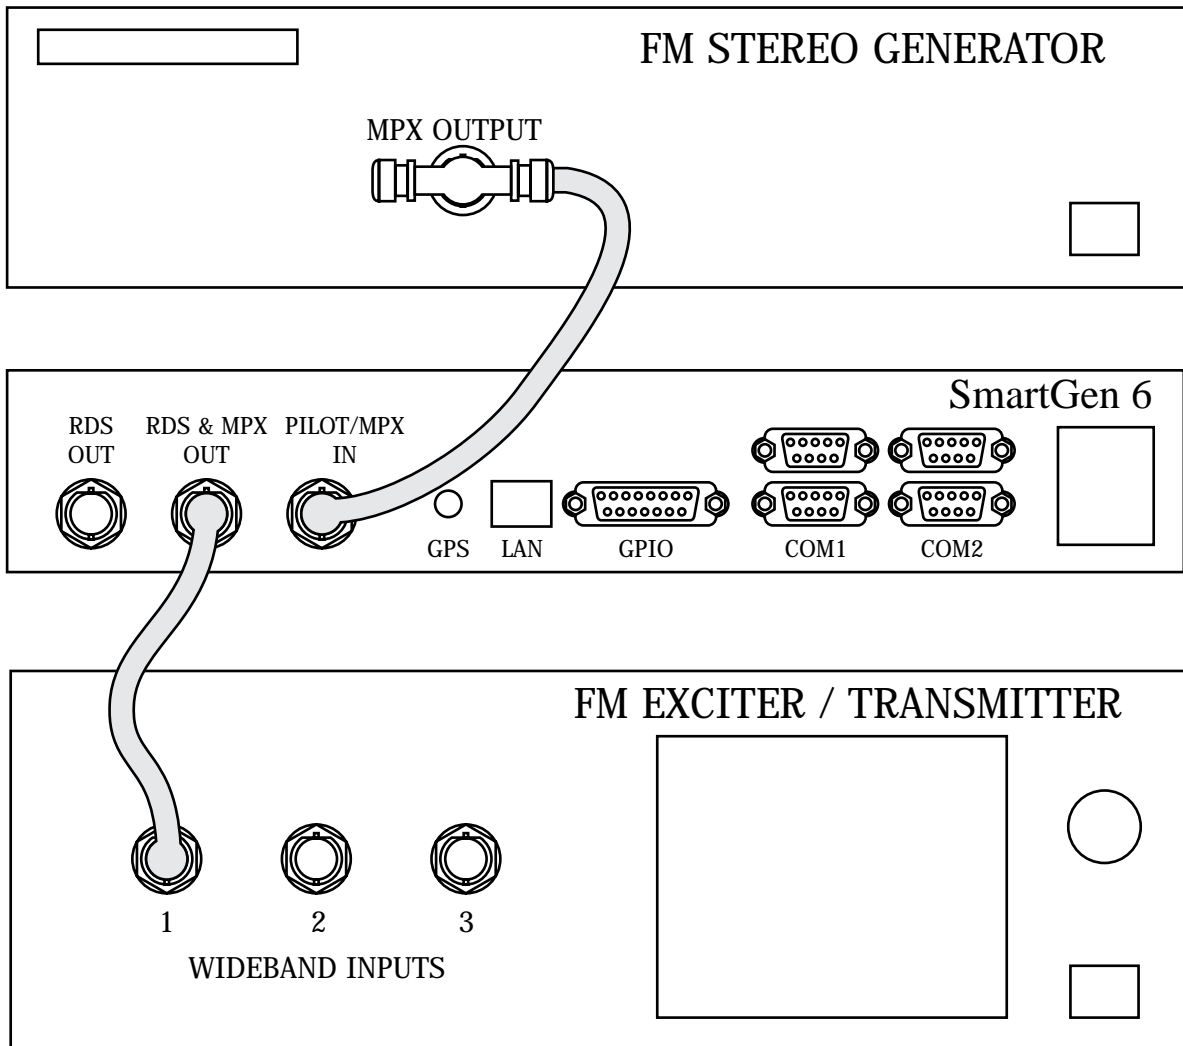 FM STEREO GENERATOR
MPX OUTPUT
SmartGen 6
RDS
OUT
RDS & MPX
OUT
PILOT/MPX
IN
GPS
LAN
GPIO
COM1
COM2
FM EXCITER / TRANSMITTER
1
2
3
WIDEBAND INPUTS